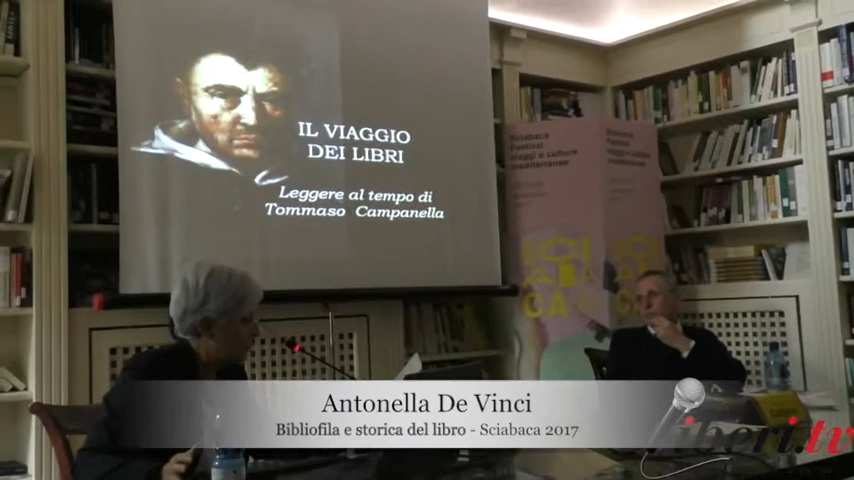 IL VIAGGIO
DEI LIBRI
Leggere al tempo di
Tommaso Campanella
Sciabaca
Festival
viaggi e culture
mediterranee
Antonella De Vinci
Bibliofila e storica del libro - Sciabaca 2017
liberi.tv